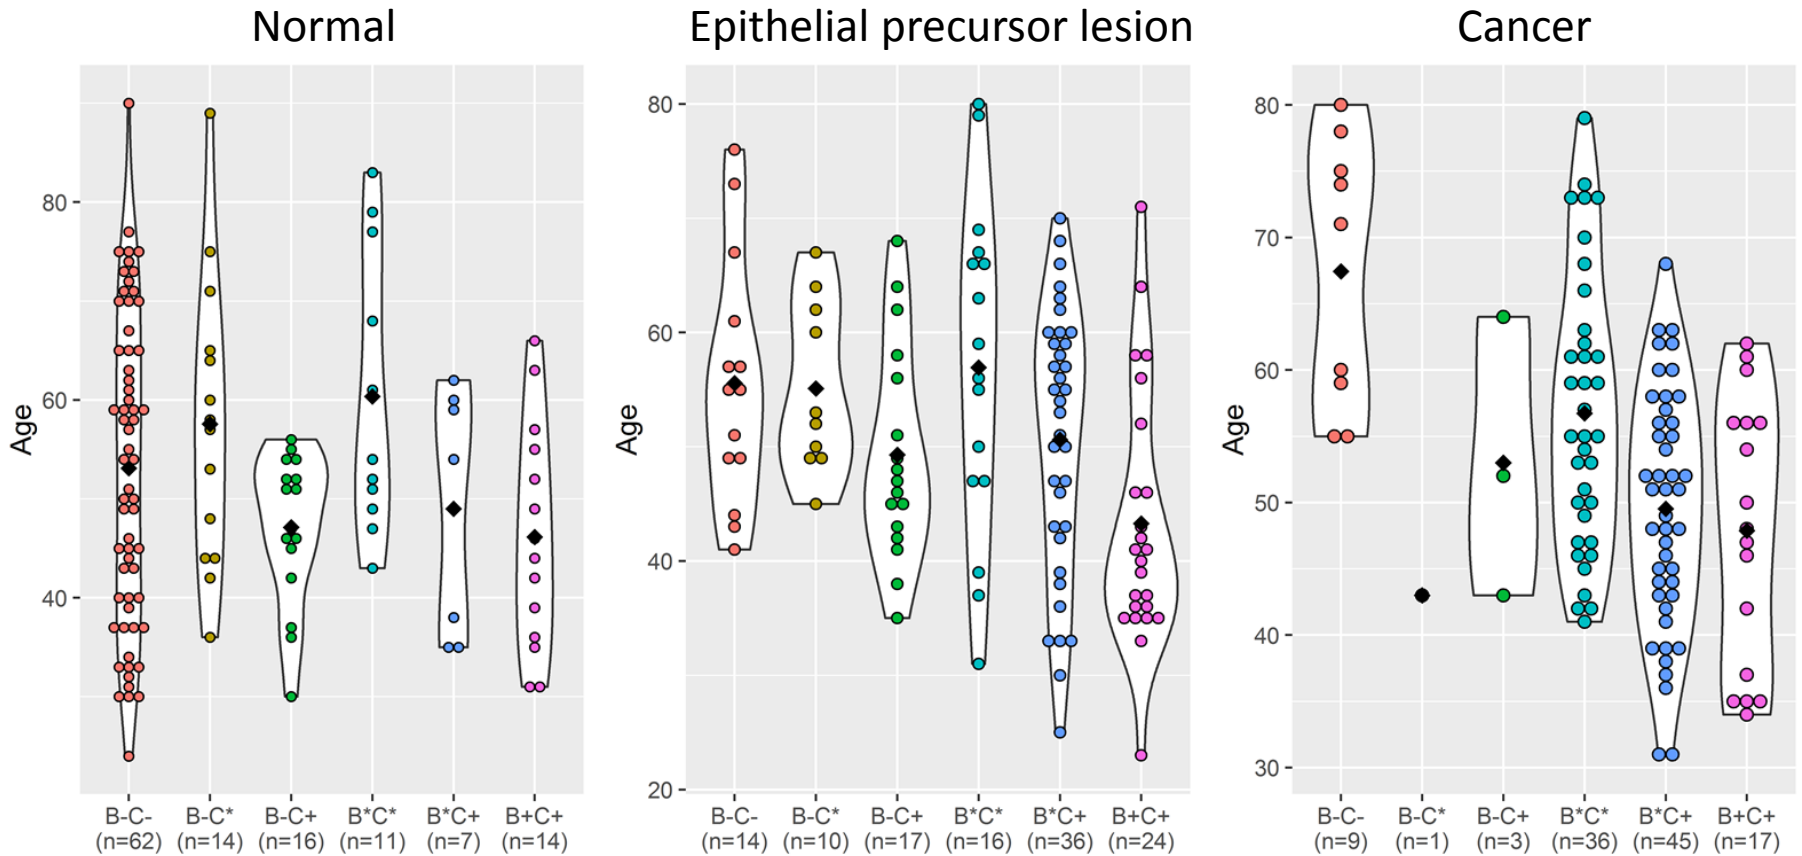 Normal
Epithelial precursor lesion
Cancer
Age
80
60
40
B-C-
(n=62)
B-C*
(n=14)
B-C+
(n=16)
B*C*
(n=11)
B*C+
(n=7)
B+C+
(n=14)
Age
80
60
40
20
B-C-
(n=14)
B-C*
(n=10)
B-C+
(n=17)
B*C*
(n=16)
B*C+
(n=36)
B+C+
(n=24)
Age
80
70
60
50
40
30
B-C-
(n=9)
B-C*
(n=1)
B-C+
(n=3)
B*C*
(n=36)
B*C+
(n=45)
B+C+
(n=17)